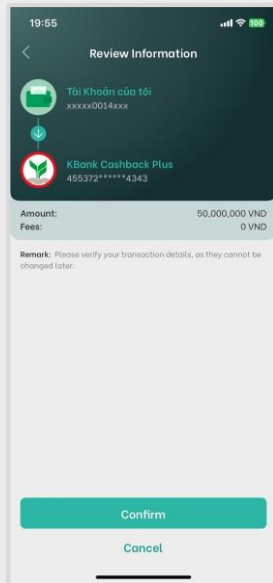 19:55
100
Review Information
Tài Khoản của tôi
xxxxx0014xxx
KBank Cashback Plus
455372******4343
Amount: 50,000,000 VND
Fees: 0 VND
Remark: Please verify your transaction details, as they cannot be
changed later.
Confirm
Cancel